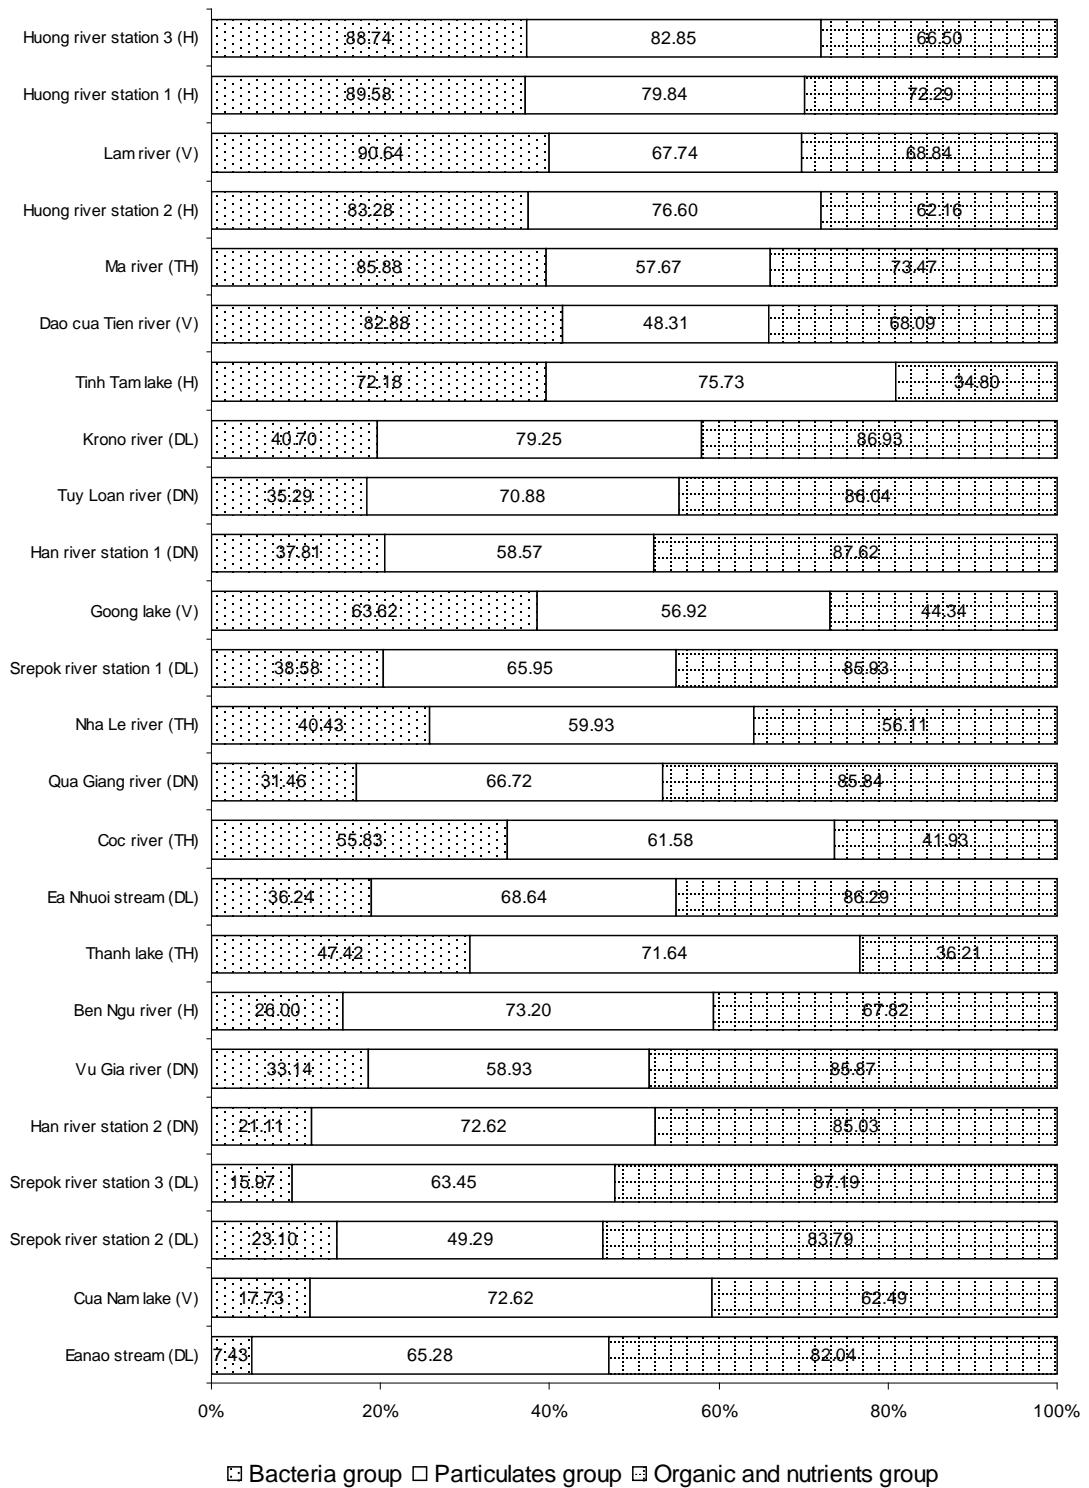 Huong river station 3 (H) 88.74 82.85 66.50
Huong river station 1 (H) 89.58 79.84 72.29
Lam river (V) 90.64 67.74 68.84
Huong river station 2 (H) 83.28 76.60 62.16
Ma river (TH) 85.88 57.67 73.47
Dao cua Tien river (V) 82.88 48.31 68.09
Tinh Tam lake (H) 72.18 75.73 34.80
Krono river (DL) 40.70 79.25 86.93
Tuy Loan river (DN) 35.29 70.88 86.04
Han river station 1 (DN) 37.81 58.57 87.62
Goong lake (V) 63.62 56.92 44.34
Srepok river station 1 (DL) 38.58 65.95 85.93
Nha Le river (TH) 40.43 59.93 56.11
Qua Giang river (DN) 31.46 66.72 85.84
Coc river (TH) 55.83 61.58 41.93
Ea Nhuoi stream (DL) 36.24 68.64 86.29
Thanh lake (TH) 47.42 71.64 36.21
Ben Ngu river (H) 26.00 73.20 67.82
Vu Gia river (DN) 33.14 58.93 85.87
Han river station 2 (DN) 21.11 72.62 85.03
Srepok river station 3 (DL) 15.97 63.45 87.19
Srepok river station 2 (DL) 23.10 49.29 83.79
Cua Nam lake (V) 17.73 72.62 62.49
Eanao stream (DL) 7.43 65.28 82.04
0% 20% 40% 60% 80% 100%
Bacteria group Particulates group Organic and nutrients group